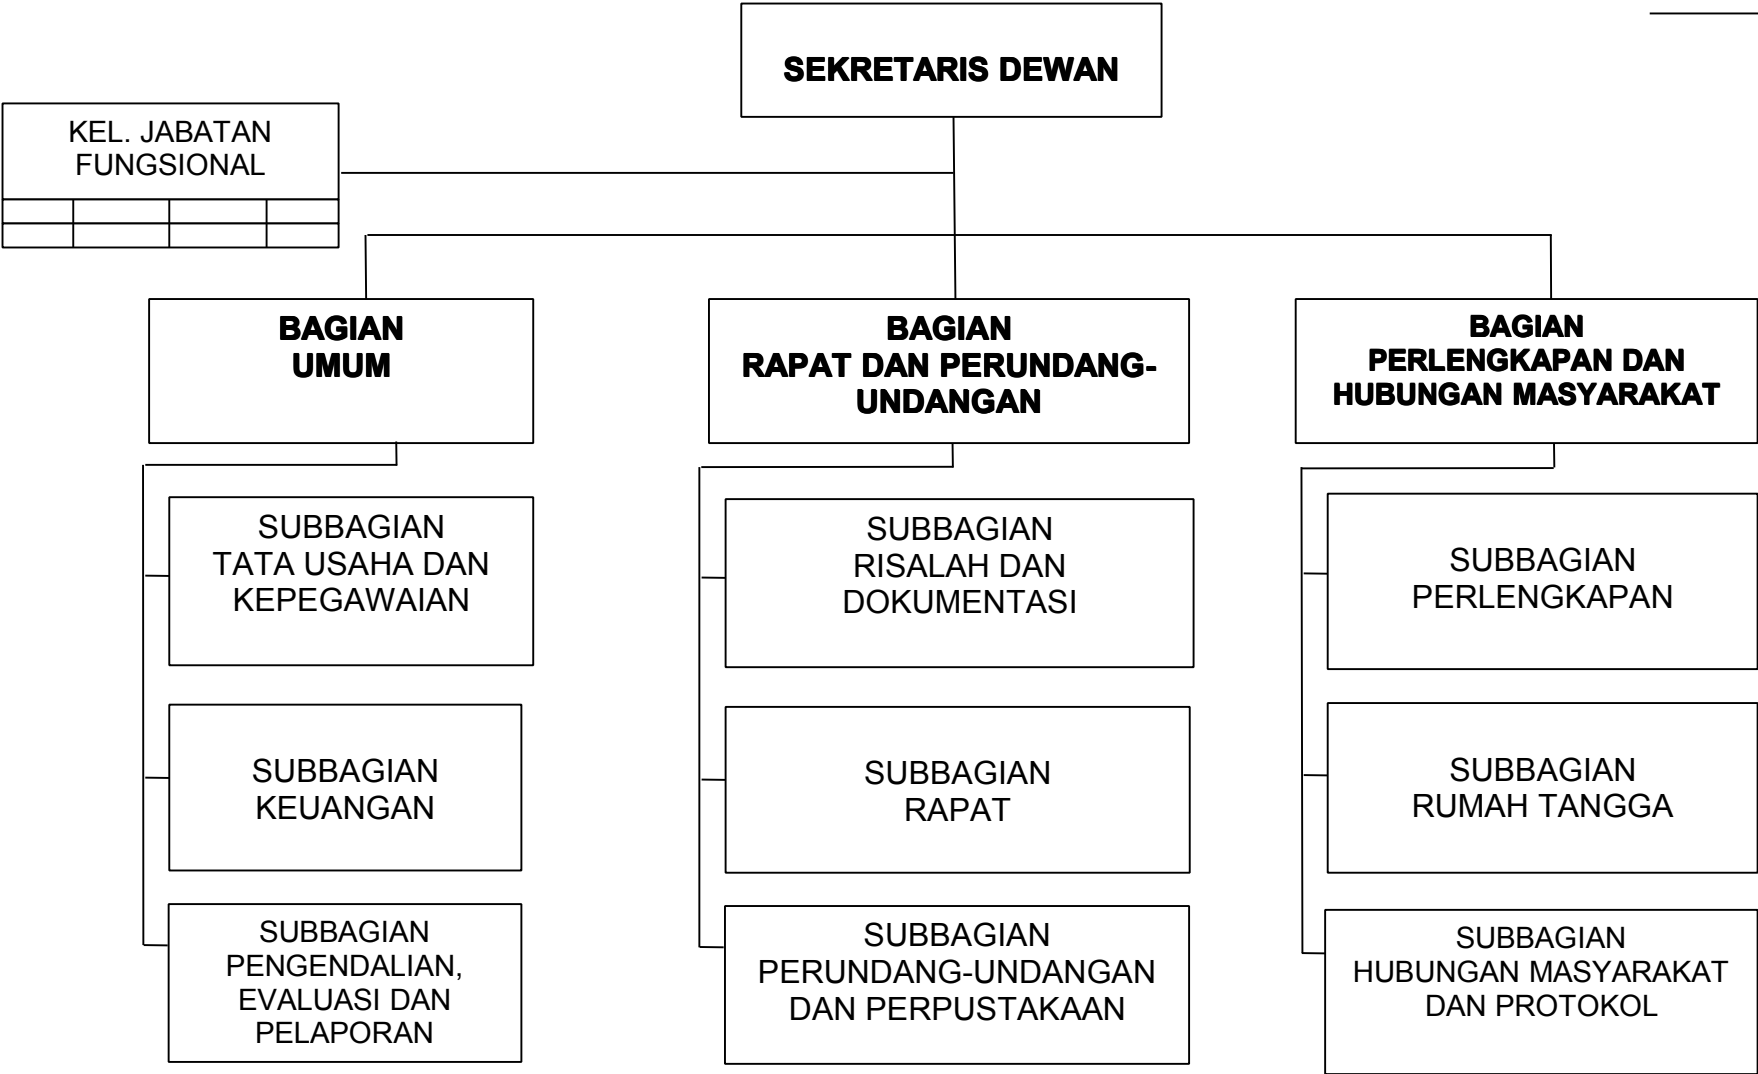 SEKRETARIS DEWAN
KEL. JABATAN
FUNGSIONAL
BAGIAN
UMUM
BAGIAN
RAPAT DAN PERUNDANG-
UNDANGAN
BAGIAN
PERLENGKAPAN DAN
HUBUNGAN MASYARAKAT
SUBBAGIAN
TATA USAHA DAN
KEPEGAWAIAN
SUBBAGIAN
RISALAH DAN
DOKUMENTASI
SUBBAGIAN
PERLENGKAPAN
SUBBAGIAN
KEUANGAN
SUBBAGIAN
RAPAT
SUBBAGIAN
RUMAH TANGGA
SUBBAGIAN
PENGENDALIAN,
EVALUASI DAN
PELAPORAN
SUBBAGIAN
PERUNDANG-UNDANGAN
DAN PERPUSTAKAAN
SUBBAGIAN
HUBUNGAN MASYARAKAT
DAN PROTOKOL